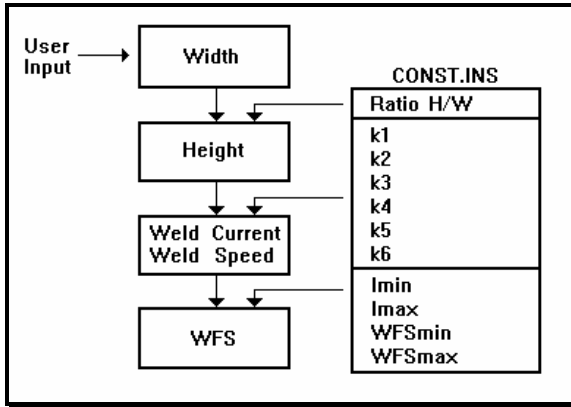 User
Input
Width
Height
Weld Current
Weld Speed
WFS
CONST.INS
Ratio H/W
k1
k2
k3
k4
k5
k6
Imin
Imax
WFSmin
WFSmax